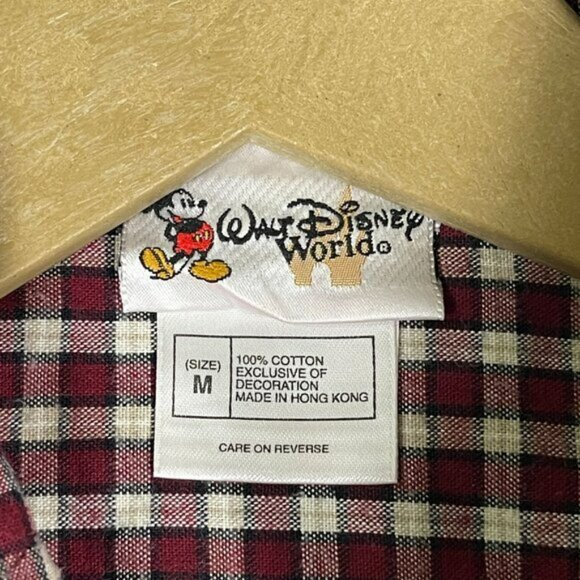 Walt Disney
World®
(SIZE)
M
100% COTTON
EXCLUSIVE OF
DECORATION
MADE IN HONG KONG
CARE ON REVERSE